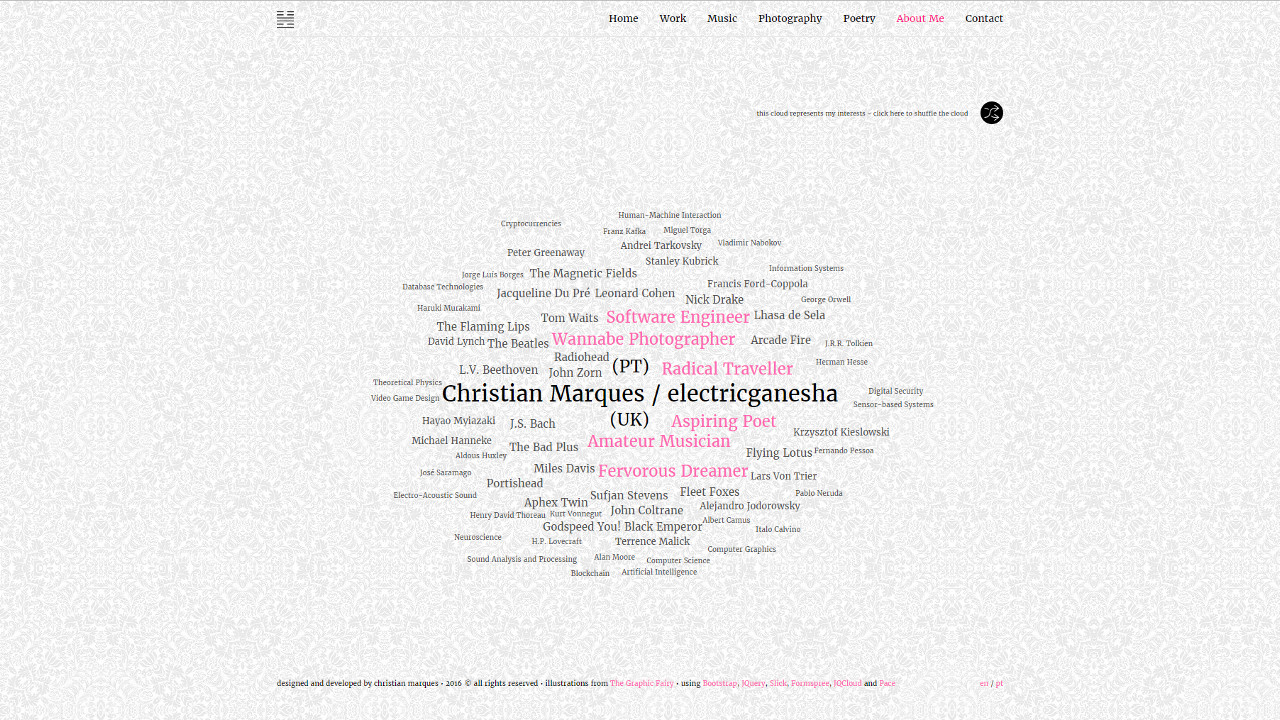 Home Work Music Photography Poetry About Me Contact
this cloud represents my interests - click here to shuffle the cloud
Human-Machine Interaction
Cryptocurrencies
Franz Kafka Miguel Torga
Andrei Tarkovsky Vladimir Nabokov
Peter Greenaway
Stanley Kubrick
Information Systems
Jorge Luís Borges The Magnetic Fields
Database Technologies Francis Ford-Coppola
Jacqueline Du Pré Leonard Cohen
Nick Drake George Orwell
Haruki Murakami
Tom Waits Software Engineer Lhasa de Sela
The Flaming Lips
David Lynch The Beatles Wannabe Photographer Arcade Fire J.R.R. Tolkien
Radiohead (PT) Herman Hesse
L.V. Beethoven John Zorn Radical Traveller
Theoretical Physics
Christian Marques / electricganesha Digital Security
Video Game Design Sensor-based Systems
Hayao Myiazaki J.S. Bach (UK) Aspiring Poet
Krzysztof Kieslowski
Michael Hanneke The Bad Plus Amateur Musician
Aldous Huxley Flying Lotus Fernando Pessoa
José Saramago Miles Davis Fervorous Dreamer Lars Von Trier
Portishead
Electro-Acoustic Sound Sufjan Stevens Fleet Foxes Pablo Neruda
Aphex Twin John Coltrane Alejandro Jodorowsky
Henry David Thoreau Kurt Vonnegut Albert Camus
Godspeed You! Black Emperor Italo Calvino
Neuroscience H.P. Lovecraft Terrence Malick
Computer Graphics
Sound Analysis and Processing Alan Moore Computer Science
Blockchain Artificial Intelligence
designed and developed by christian marques • 2016 © all rights reserved • illustrations from The Graphic Fairy • using Bootstrap, JQuery, Slick, Formspree, JQCloud and Pace en / pt